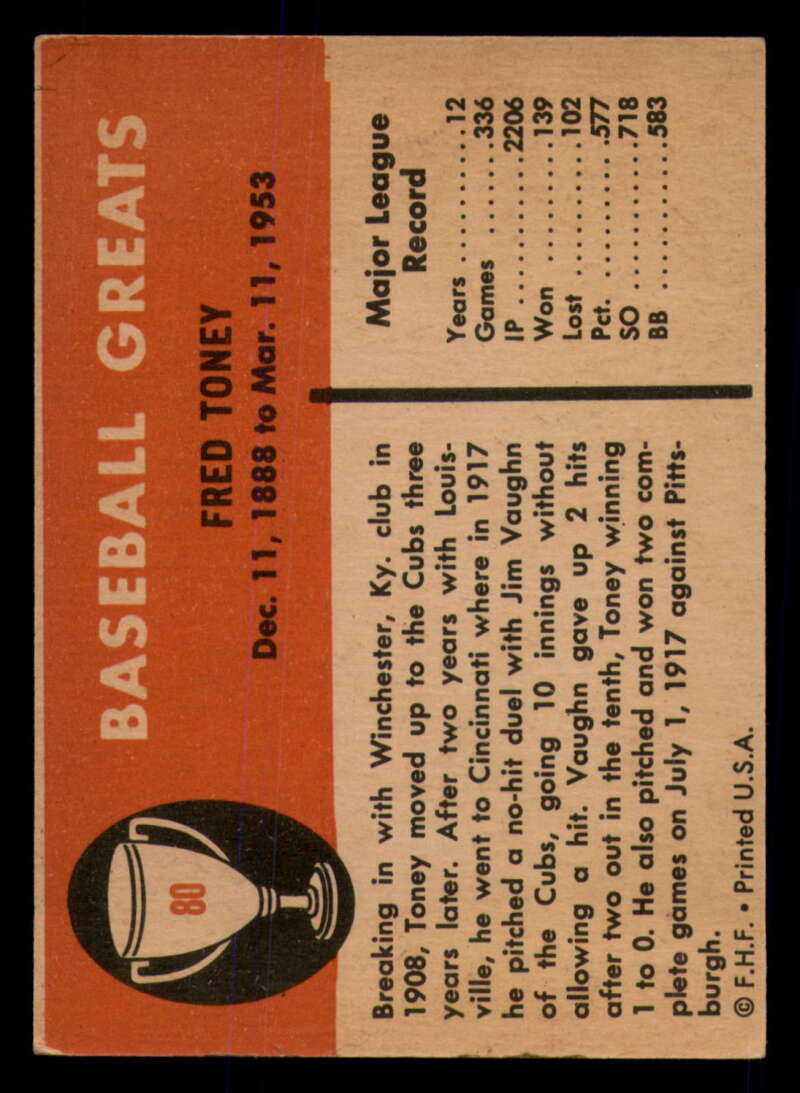 80
BASEBALL GREATS
FRED TONEY
Dec. 11, 1888 to Mar. 11, 1953
Breaking in with Winchester, Ky. club in
1908, Toney moved up to the Cubs three
years later. After two years with Louis-
ville, he went to Cincinnati where in 1917
he pitched a no-hit duel with Jim Vaughn
of the Cubs, going 10 innings without
allowing a hit. Vaughn gave up 2 hits
after two out in the tenth, Toney winning
1 to 0. He also pitched and won two com-
plete games on July 1, 1917 against Pitts-
burgh.
© F.H.F. • Printed U.S.A.
Major League
Record
Years ............12
Games ..........336
IP ................2206
Won .............139
Lost ..............102
Pct. ..............577
SO ...............718
BB ................583